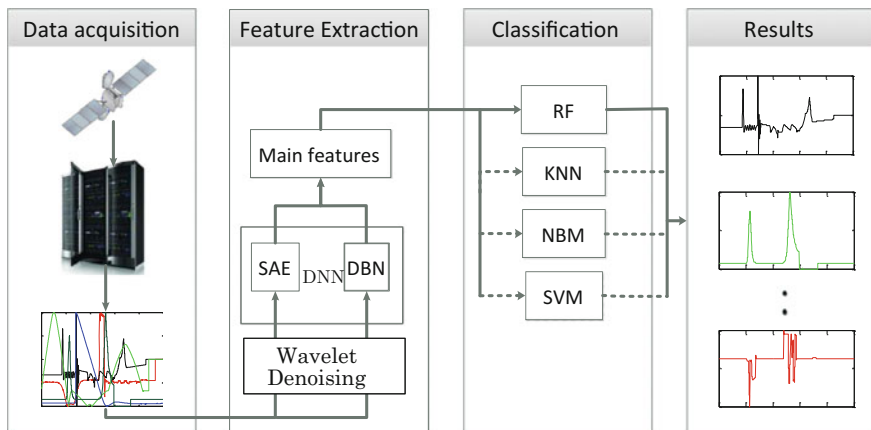 Data acquisition
Feature Extraction
Classification
Results
Main features
SAE
DNN
DBN
Wavelet
Denoising
RF
KNN
NBM
SVM